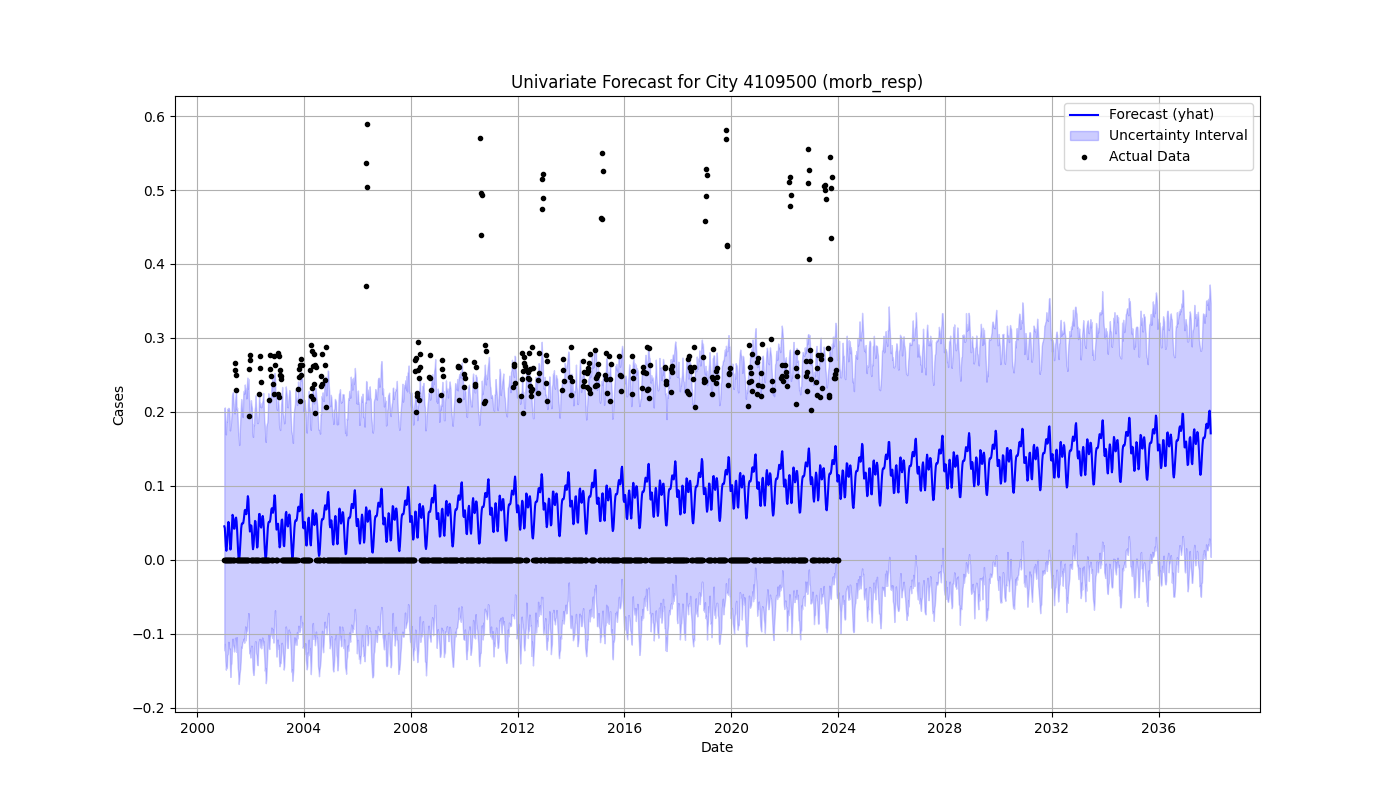 Univariate Forecast for City 4109500 (morb_resp)
Forecast (yhat)
Uncertainty Interval
Actual Data
Cases
0.6
0.5
0.4
0.3
0.2
0.1
0.0
−0.1
−0.2
2000 2004 2008 2012 2016 2020 2024 2028 2032 2036
Date